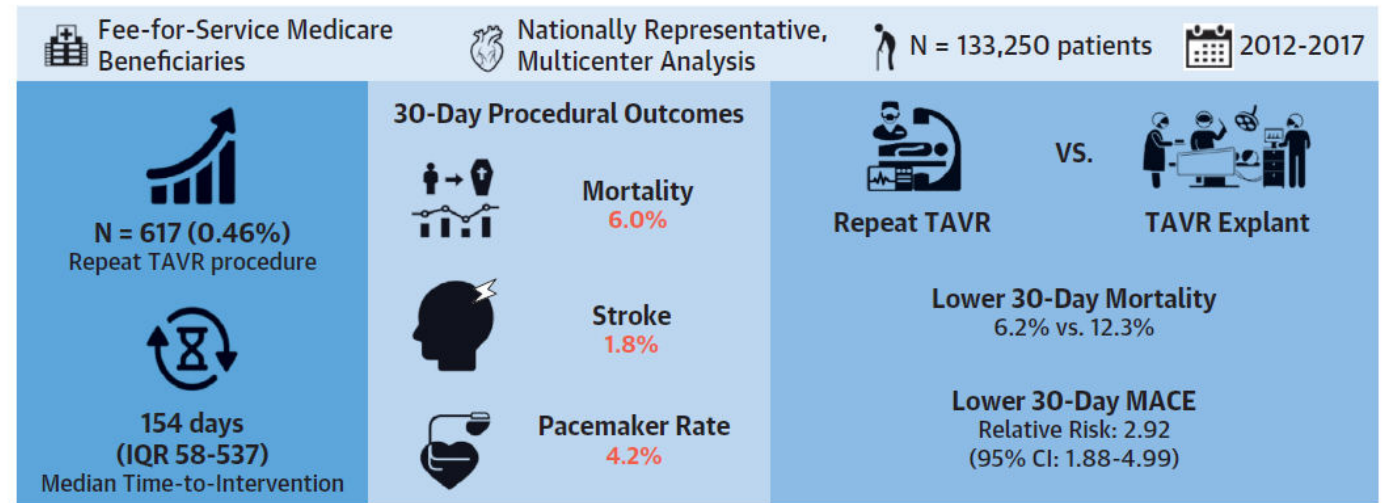 Fee-for-Service Medicare
Beneficiaries
Nationally Representative,
Multicenter Analysis
N = 133,250 patients
2012-2017
N = 617 (0.46%)
Repeat TAVR procedure
154 days
(IQR 58-537)
Median Time-to-Intervention
30-Day Procedural Outcomes
Mortality
6.0%
Stroke
1.8%
Pacemaker Rate
4.2%
Repeat TAVR
VS.
TAVR Explant
Lower 30-Day Mortality
6.2% vs. 12.3%
Lower 30-Day MACE
Relative Risk: 2.92
(95% CI: 1.88-4.99)